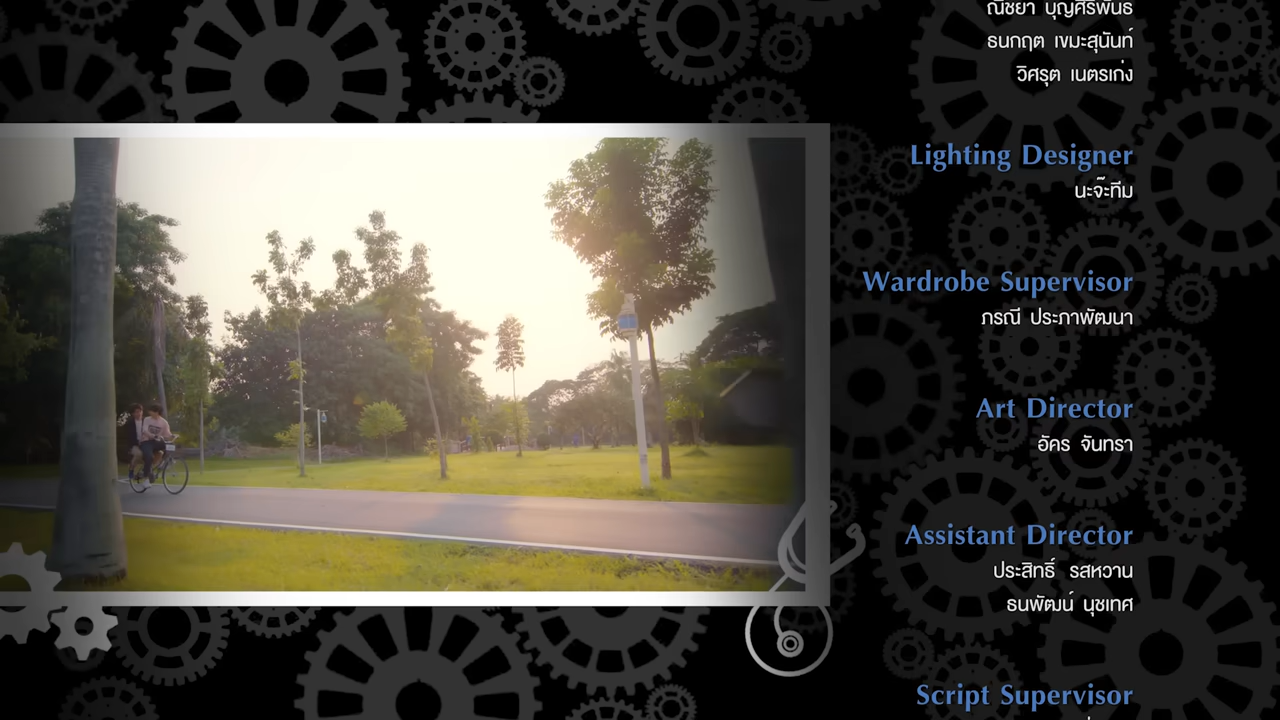 ณิชยา บุญศิริพันธ์
ธนกฤต เขมะสุนันท์
วิศรุต เนตรเก่ง
Lighting Designer
นะจ๊ะทีม
Wardrobe Supervisor
ภรณี ประภาพัฒนา
Art Director
อัคร จันทรา
Assistant Director
ประสิทธิ์ รสหวาน
ธนพัฒน์ นุชเทศ
Script Supervisor